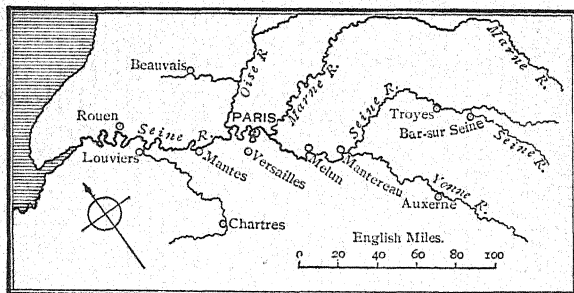 Marne R.
Beauvais
Oise R
Marne R.
Rouen
Seine R.
PARIS
Seine R.
Troyes
Bar-sur Seine
Seine R.
Louviers
Mantes
Versailles
Melun
Mantereau
Yonne R.
Auxerne
Chartres
English Miles.
0 20 40 60 80 100